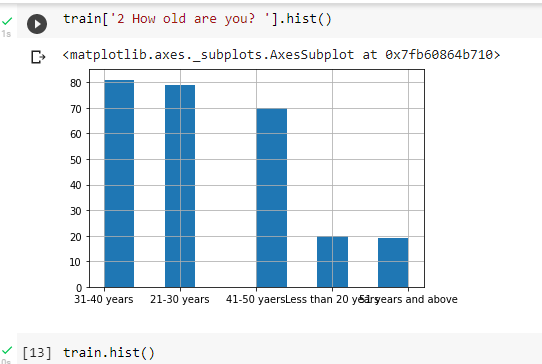 train['2 How old are you? '].hist()
1s
<matplotlib.axes._subplots.AxesSubplot at 0x7fb60864b710>
80
70
60
50
40
30
20
10
0
31-40 years 21-30 years 41-50 yaers Less than 20 years 51 years and above
[13] train.hist()
0s